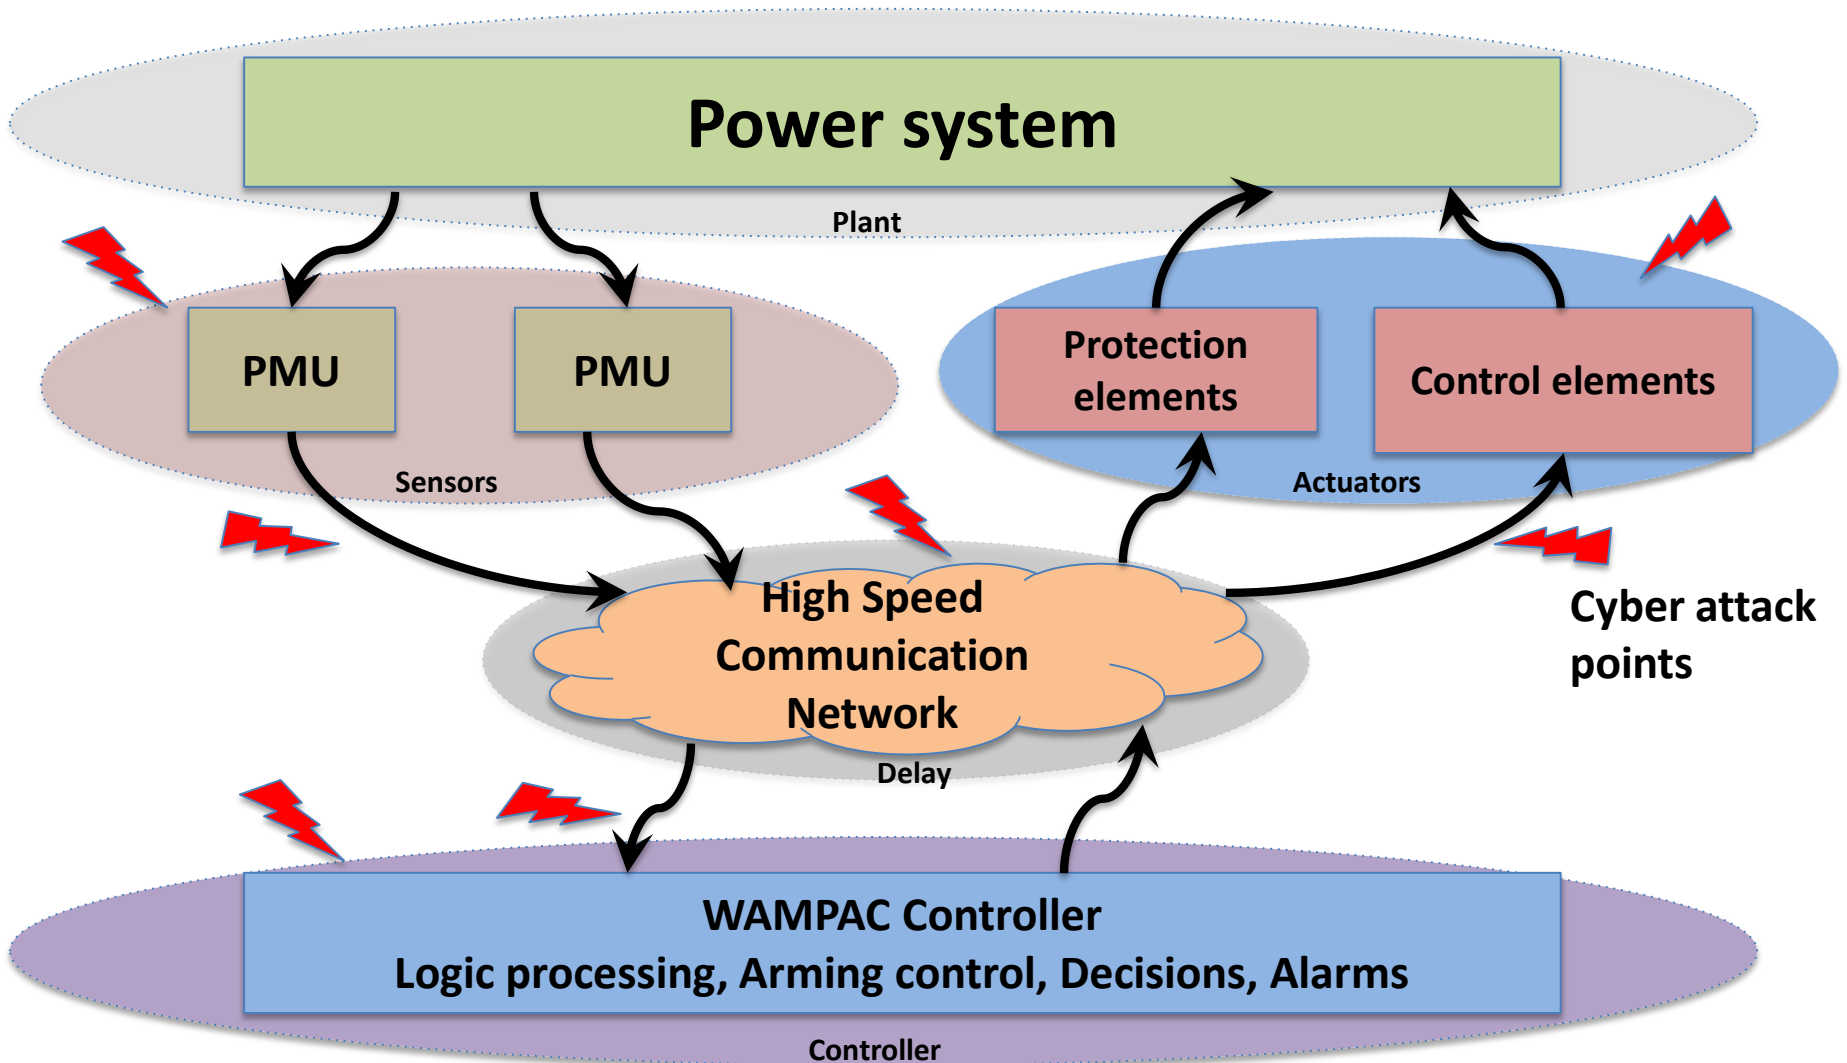 Power system
Plant
PMU
PMU
Sensors
Protection
elements
Control elements
Actuators
High Speed
Communication
Network
Delay
Cyber attack
points
WAMPAC Controller
Logic processing, Arming control, Decisions, Alarms
Controller